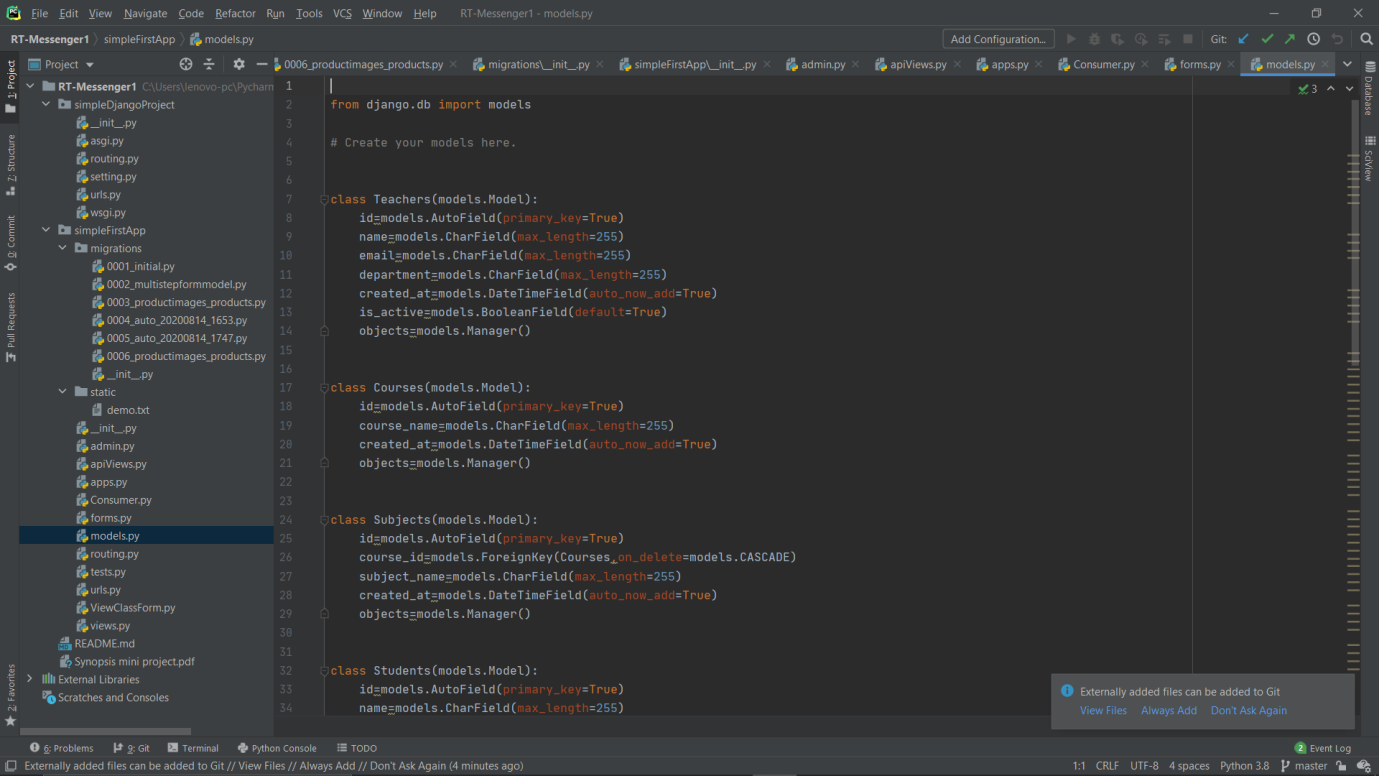 File Edit View Navigate Code Refactor Run Tools VCS Window Help RT-Messenger1 - models.py
RT-Messenger1 simpleFirstApp models.py Add Configuration... Git:
Project 0006_productimages_products.py migrations\__init__.py simpleFirstApp\__init__.py admin.py apiViews.py apps.py Consumer.py forms.py models.py
1: Project
7: Structure
0: Commit
Pull Requests
2: Favorites
RT-Messenger1 C:\Users\lenovo-pc\Pycharm
simpleDjangoProject
__init__.py
asgi.py
routing.py
setting.py
urls.py
wsgi.py
simpleFirstApp
migrations
0001_initial.py
0002_multistepformmodel.py
0003_productimages_products.py
0004_auto_20200814_1653.py
0005_auto_20200814_1747.py
0006_productimages_products.py
__init__.py
static
demo.txt
__init__.py
admin.py
apiViews.py
apps.py
Consumer.py
forms.py
models.py
routing.py
tests.py
urls.py
ViewClassForm.py
views.py
README.md
Synopsis mini project.pdf
External Libraries
Scratches and Consoles
1
2 from django.db import models
3
4 # Create your models here.
5
6
7 class Teachers(models.Model):
8 id=models.AutoField(primary_key=True)
9 name=models.CharField(max_length=255)
10 email=models.CharField(max_length=255)
11 department=models.CharField(max_length=255)
12 created_at=models.DateTimeField(auto_now_add=True)
13 is_active=models.BooleanField(default=True)
14 objects=models.Manager()
15
16
17 class Courses(models.Model):
18 id=models.AutoField(primary_key=True)
19 course_name=models.CharField(max_length=255)
20 created_at=models.DateTimeField(auto_now_add=True)
21 objects=models.Manager()
22
23
24 class Subjects(models.Model):
25 id=models.AutoField(primary_key=True)
26 course_id=models.ForeignKey(Courses,on_delete=models.CASCADE)
27 subject_name=models.CharField(max_length=255)
28 created_at=models.DateTimeField(auto_now_add=True)
29 objects=models.Manager()
30
31
32 class Students(models.Model):
33 id=models.AutoField(primary_key=True)
34 name=models.CharField(max_length=255)
3
Database
SciView
Externally added files can be added to Git
View Files Always Add Don't Ask Again
6: Problems 9: Git Terminal Python Console TODO 2 Event Log
Externally added files can be added to Git // View Files // Always Add // Don't Ask Again (4 minutes ago) 1:1 CRLF UTF-8 4 spaces Python 3.8 master